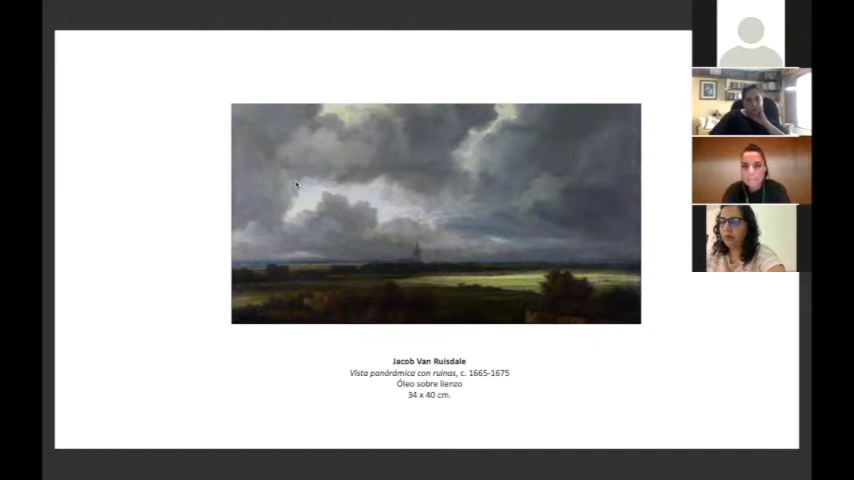 Jacob Van Ruisdale
Vista panorámica con ruinas, c. 1665-1675
Óleo sobre lienzo
34 x 40 cm.